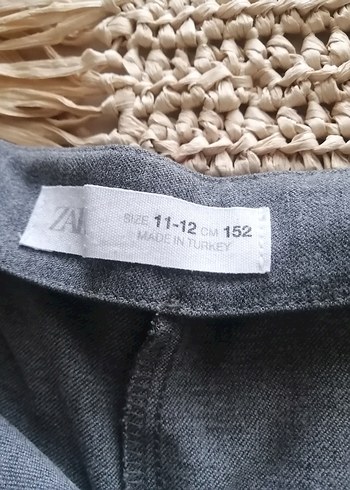 ZA
SIZE 11-12 CM 152
MADE IN TURKEY